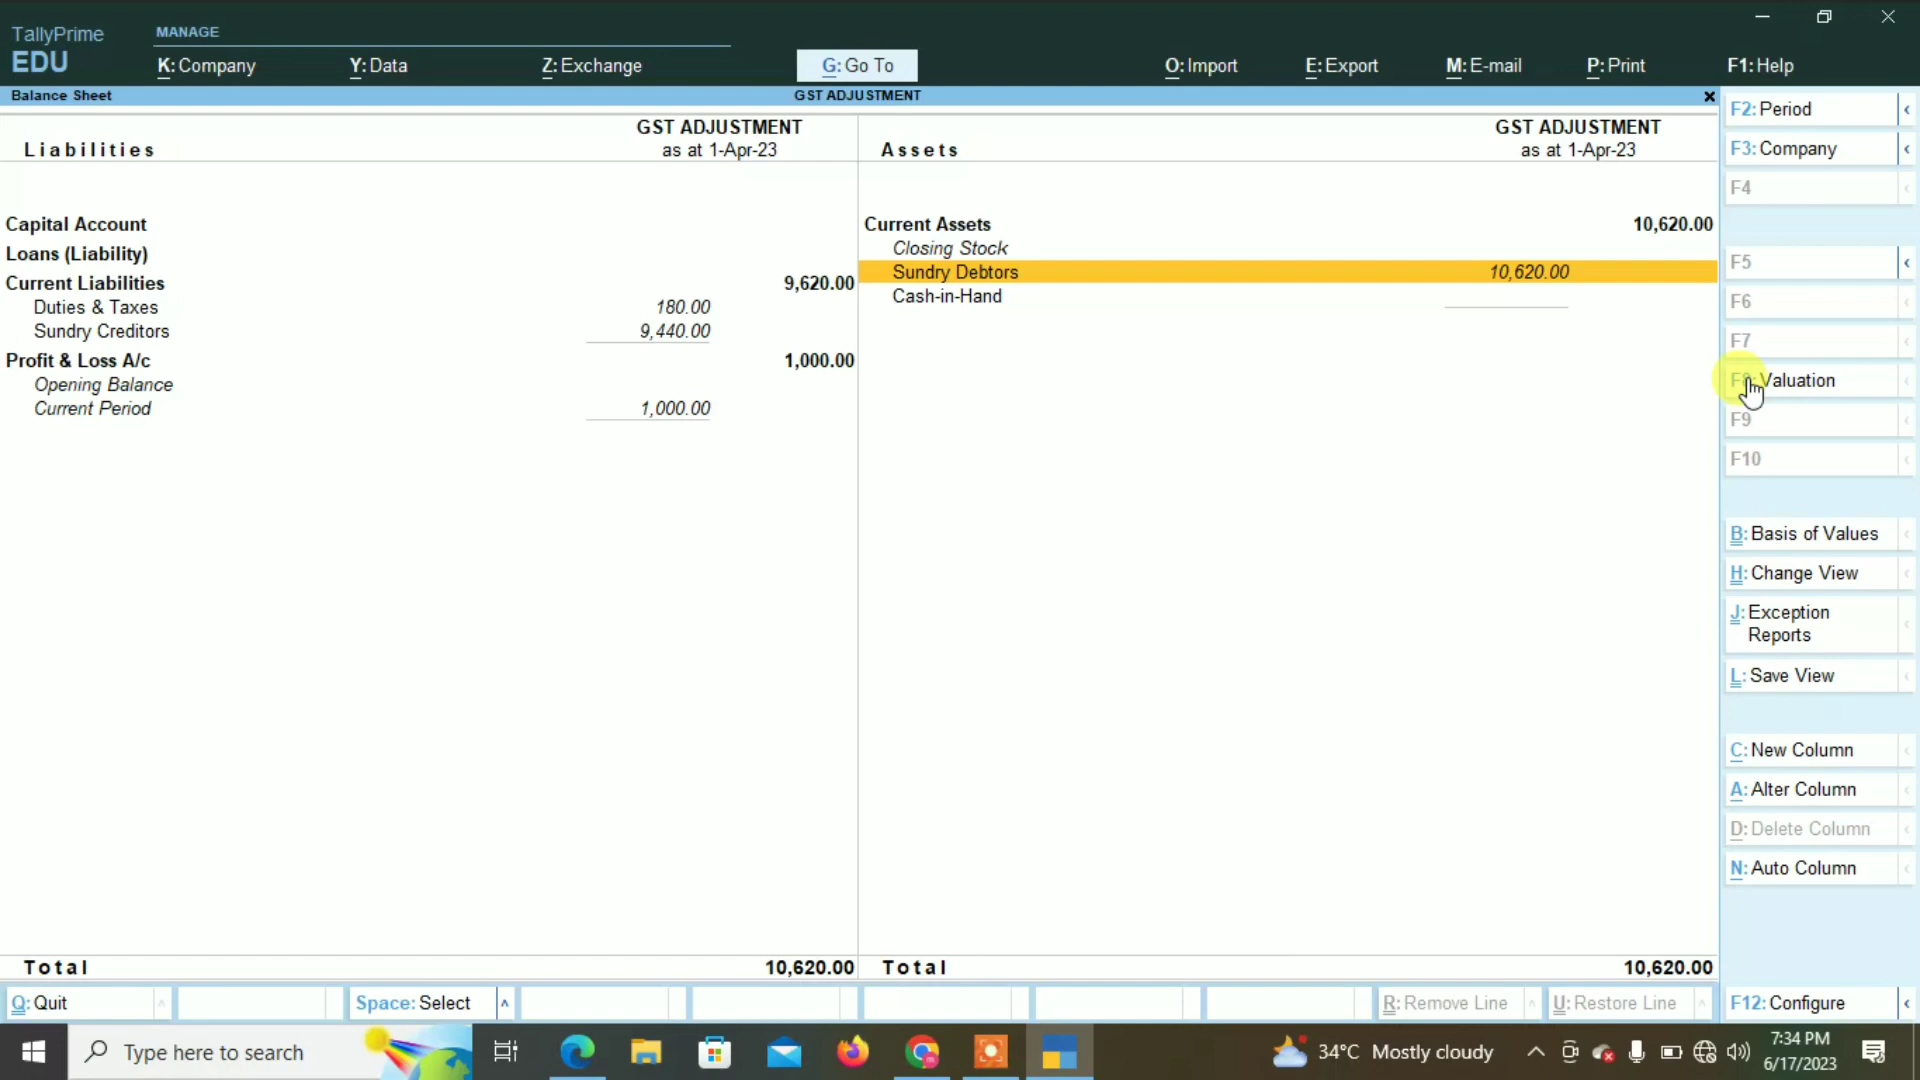 TallyPrime
EDU
MANAGE
K: Company
Y: Data
Z: Exchange
G: Go To
O: Import
E: Export
M: E-mail
P: Print
F1: Help
Balance Sheet
GST ADJUSTMENT
Liabilities
GST ADJUSTMENT
as at 1-Apr-23
Assets
GST ADJUSTMENT
as at 1-Apr-23
Capital Account
Loans (Liability)
Current Liabilities 9,620.00
Duties & Taxes 180.00
Sundry Creditors 9,440.00
Profit & Loss A/c 1,000.00
Opening Balance
Current Period 1,000.00
Current Assets 10,620.00
Closing Stock
Sundry Debtors 10,620.00
Cash-in-Hand
Total 10,620.00
Total 10,620.00
F2: Period
F3: Company
F4
F5
F6
F7
F8: Valuation
F9
F10
B: Basis of Values
H: Change View
J: Exception
Reports
L: Save View
C: New Column
A: Alter Column
D: Delete Column
N: Auto Column
Q: Quit
Space: Select
R: Remove Line
U: Restore Line
F12: Configure
Type here to search
34°C Mostly cloudy
7:34 PM
6/17/2023